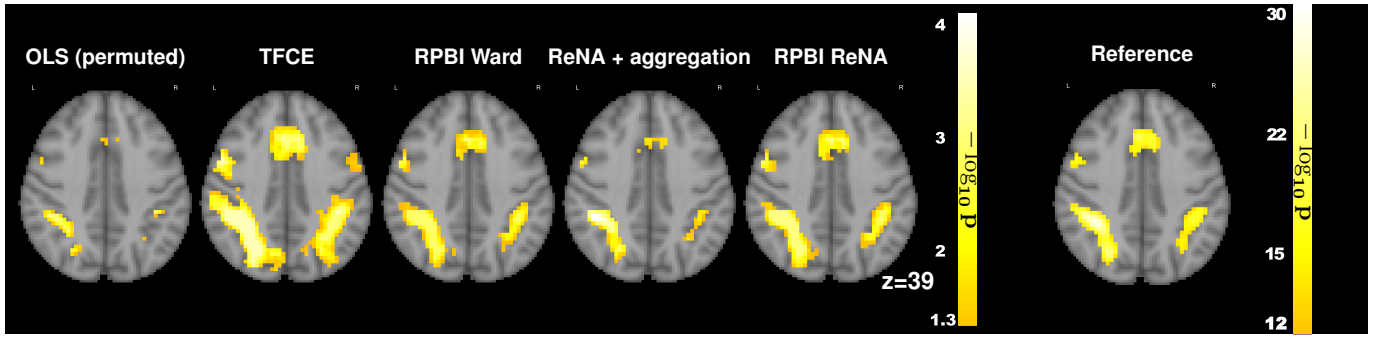 OLS (permuted) TFCE RPBI Ward ReNA + aggregation RPBI ReNA Reference
L R L R L R L R L R L R
4
3
2
1.3
− log10 p
z=39
30
22
15
12
− log10 p